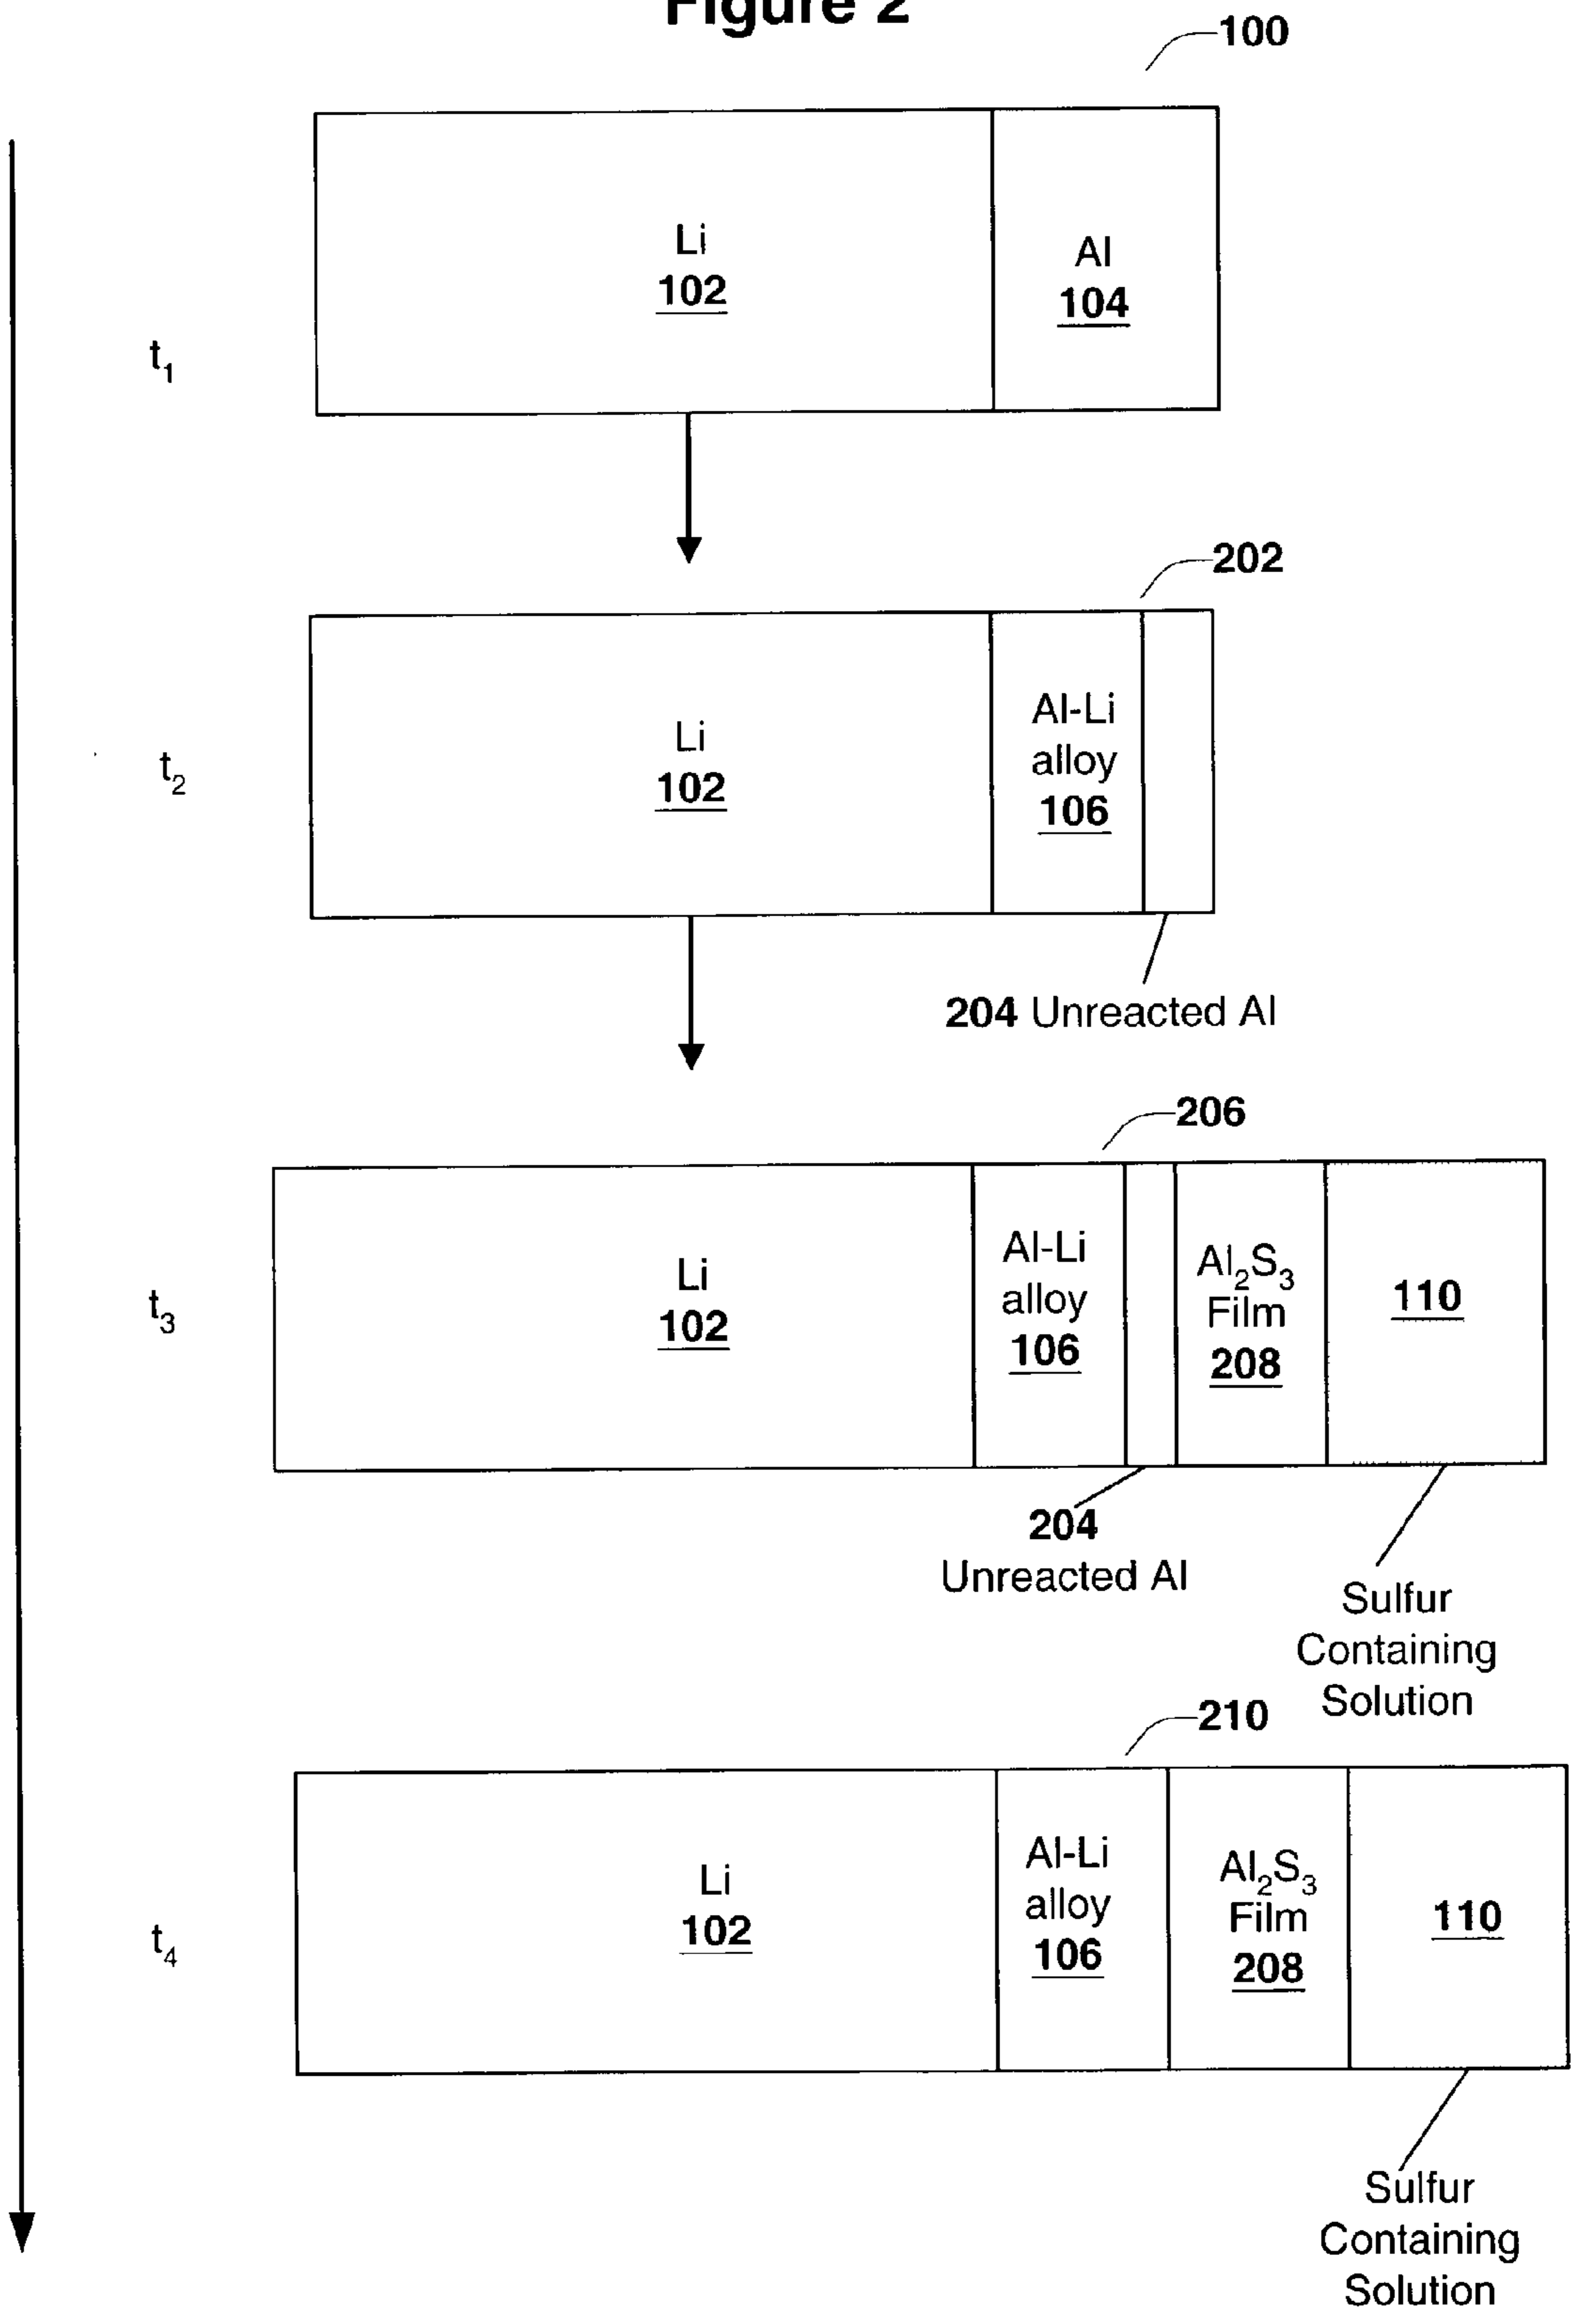 Figure 2
100
Li
102
Al
104
t₁
202
Li
102
Al-Li
alloy
106
t₂
204 Unreacted Al
206
Li
102
Al-Li
alloy
106
Al₂S₃
Film
208
110
t₃
204
Unreacted Al
Sulfur
Containing
Solution
210
Li
102
Al-Li
alloy
106
Al₂S₃
Film
208
110
t₄
Sulfur
Containing
Solution